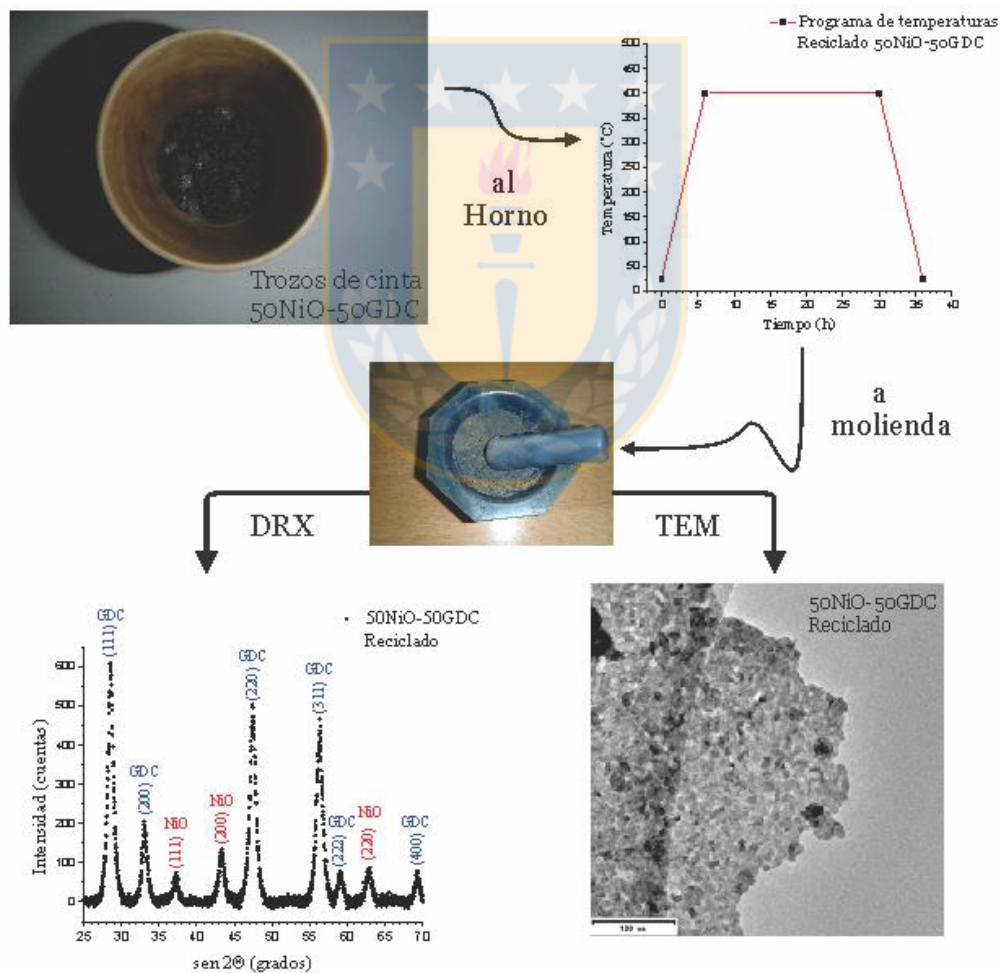 Trozos de cinta
50NiO-50GDC
al
Horno
Programa de temperaturas
Reciclado 50NiO-50GDC
500
450
400
350
300
250
200
150
100
50
0
Temperatura (°C)
0 5 10 15 20 25 30 35 40
Tiempo (h)
a
molienda
DRX
TEM
50NiO-50GDC
Reciclado
600
500
400
300
200
100
0
Intensidad (cuentas)
(111) GDC
(200) GDC
(111) NiO
(200) NiO
(220) GDC
(311) GDC
(222) GDC
(220) NiO
(400) GDC
25 30 35 40 45 50 55 60 65 70
sen 2Θ (grados)
50NiO-50GDC
Reciclado
100 nm